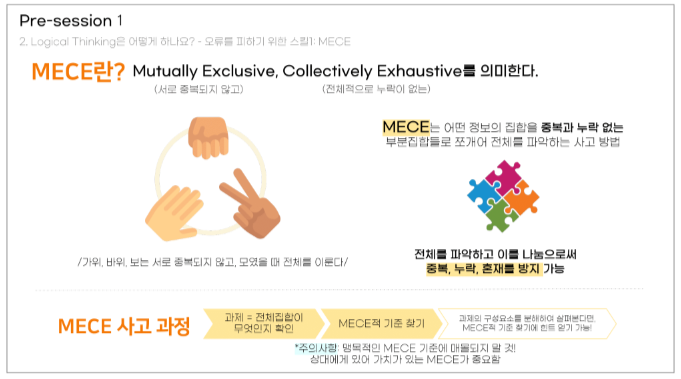 Pre-session 1
2. Logical Thinking은 어떻게 하나요? - 오류를 피하기 위한 스킬1: MECE
MECE란? Mutually Exclusive, Collectively Exhaustive를 의미한다.
(서로 중복되지 않고) (전체적으로 누락이 없는)
MECE는 어떤 정보의 집합을 중복과 누락 없는
부분집합들로 쪼개어 전체를 파악하는 사고 방법
/가위, 바위, 보는 서로 중복되지 않고, 모였을 때 전체를 이룬다/
전체를 파악하고 이를 나눔으로써
중복, 누락, 혼재를 방지 가능
MECE 사고 과정
과제 = 전체집합이
무엇인지 확인
MECE적 기준 찾기
과제의 구성요소를 분해하여 살펴본다면,
MECE적 기준 찾기에 힌트 얻기 가능!
*주의사항: 맹목적인 MECE 기준에 매몰되지 말 것!
상대에게 있어 가치가 있는 MECE가 중요함